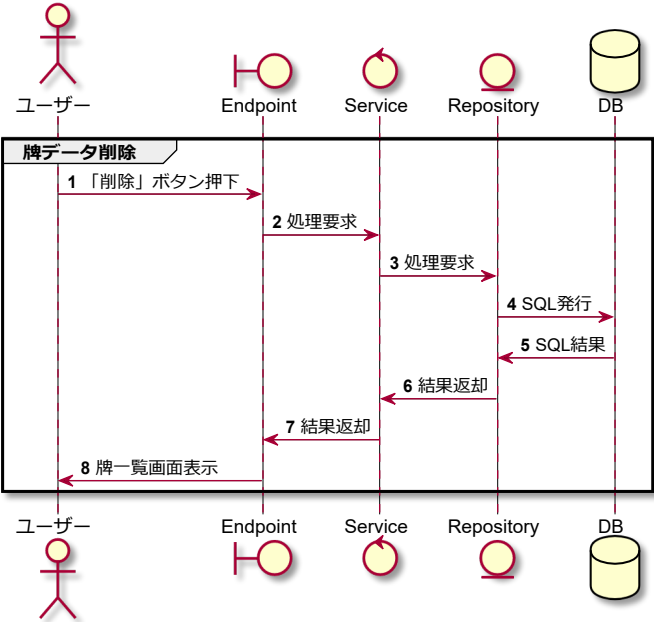 ユーザー
Endpoint
Service
Repository
DB
牌データ削除
1 「削除」ボタン押下
2 処理要求
3 処理要求
4 SQL発行
5 SQL結果
6 結果返却
7 結果返却
8 牌一覧画面表示
ユーザー
Endpoint
Service
Repository
DB